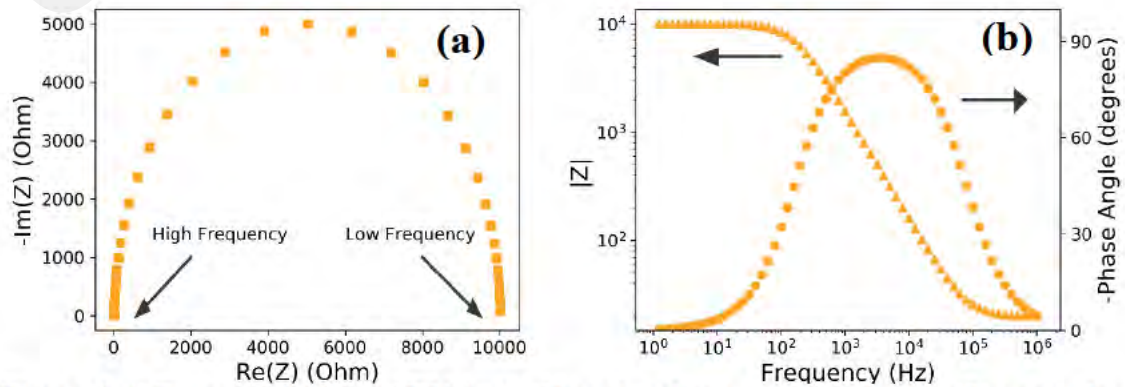 (a)
5000
4000
3000
2000
1000
0
-Im(Z) (Ohm)
High Frequency
Low Frequency
0 2000 4000 6000 8000 10000
Re(Z) (Ohm)
(b)
10⁴
10³
10²
|Z|
90
60
30
0
-Phase Angle (degrees)
10⁰ 10¹ 10² 10³ 10⁴ 10⁵ 10⁶
Frequency (Hz)